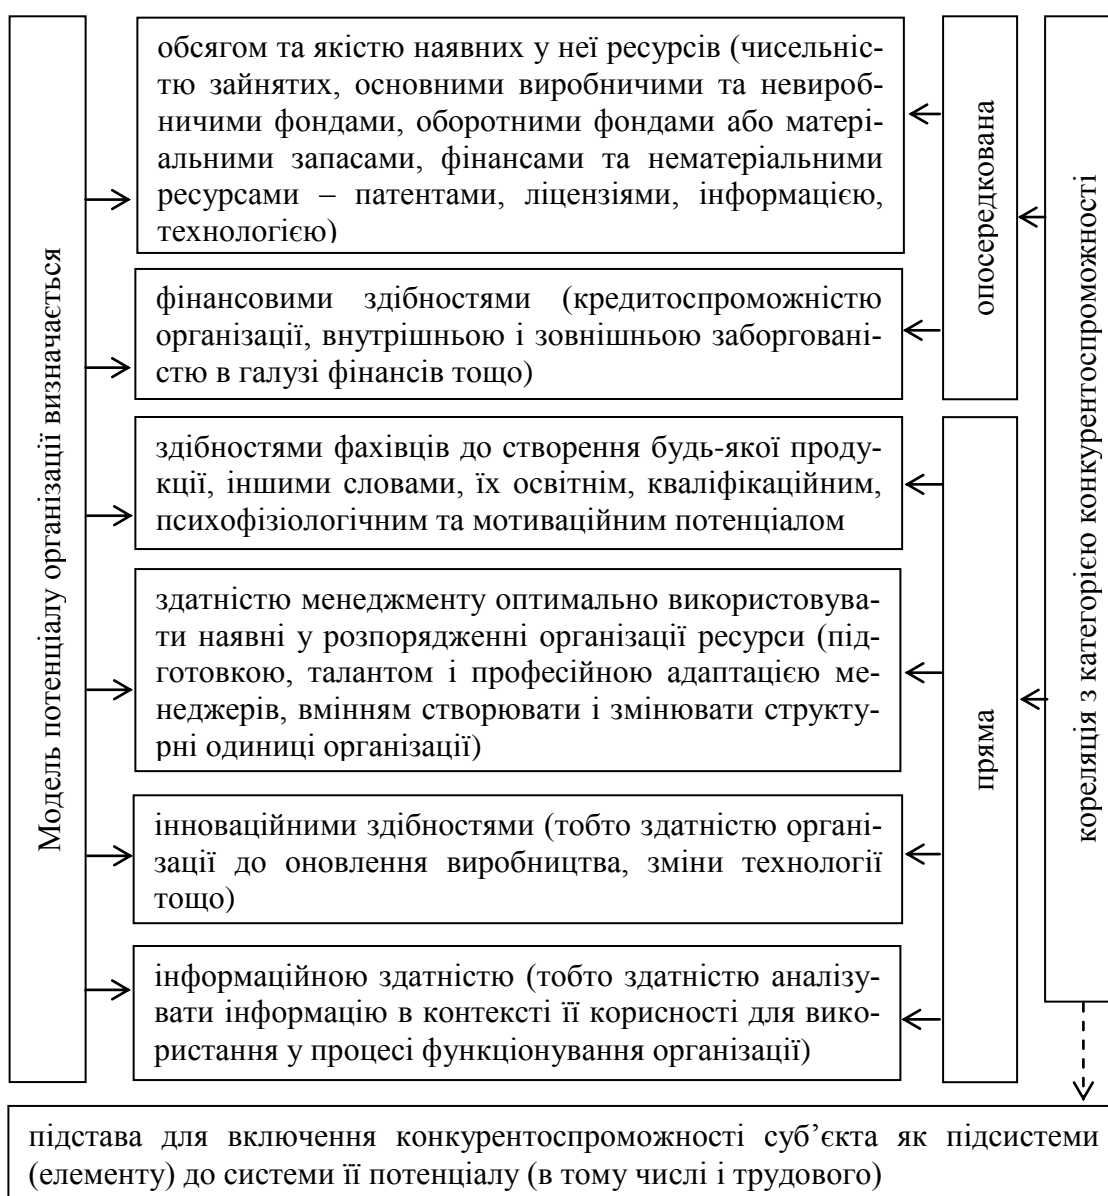 Модель потенціалу організації визначається
обсягом та якістю наявних у неї ресурсів (чисельніс-
тю зайнятих, основними виробничими та невироб-
ничими фондами, оборотними фондами або матері-
альними запасами, фінансами та нематеріальними
ресурсами – патентами, ліцензіями, інформацією,
технологією)
фінансовими здібностями (кредитоспроможністю
організації, внутрішньою і зовнішньою заборговані-
стю в галузі фінансів тощо)
здібностями фахівців до створення будь-якої проду-
кції, іншими словами, їх освітнім, кваліфікаційним,
психофізіологічним та мотиваційним потенціалом
здатністю менеджменту оптимально використовува-
ти наявні у розпорядженні організації ресурси (під-
готовкою, талантом і професійною адаптацією ме-
неджерів, вмінням створювати і змінювати структу-
рні одиниці організації)
інноваційними здібностями (тобто здатністю органі-
зації до оновлення виробництва, зміни технології
тощо)
інформаційною здатністю (тобто здатністю аналізу-
вати інформацію в контексті її корисності для вико-
ристання у процесі функціонування організації)
опосередкована
пряма
кореляція з категорією конкурентоспроможності
підстава для включення конкурентоспроможності суб’єкта як підсистеми
(елементу) до системи її потенціалу (в тому числі і трудового)